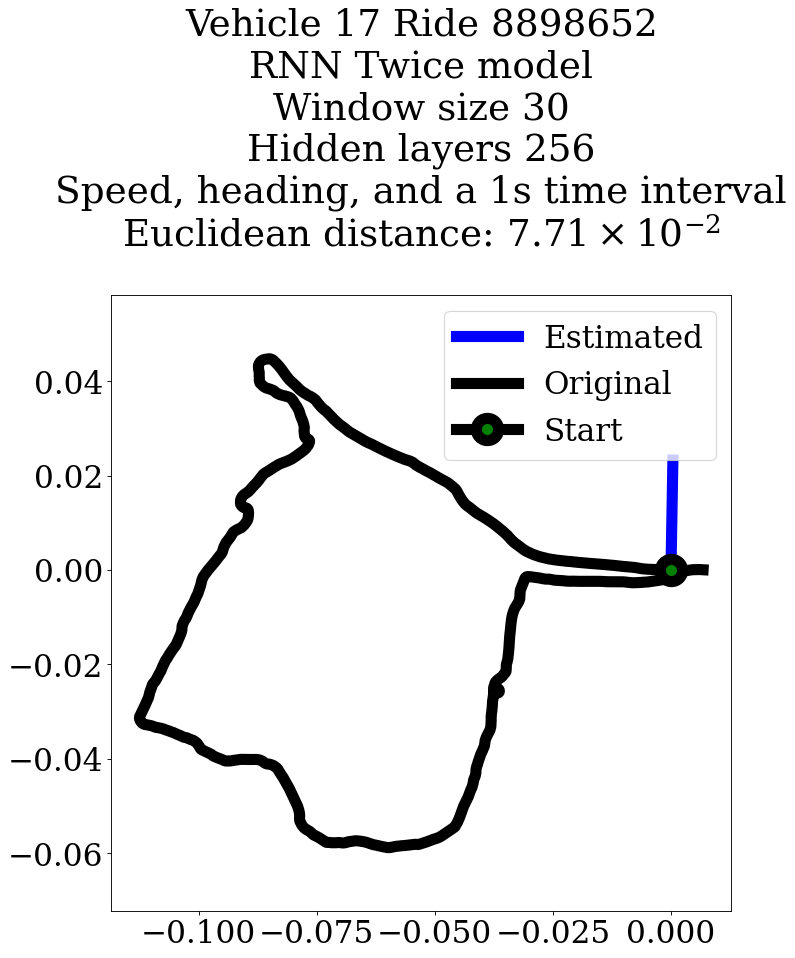 Vehicle 17 Ride 8898652
RNN Twice model
Window size 30
Hidden layers 256
Speed, heading, and a 1s time interval
Euclidean distance: 7.71 × 10⁻²
Estimated
Original
Start
0.04
0.02
0.00
−0.02
−0.04
−0.06
−0.100 −0.075 −0.050 −0.025 0.000